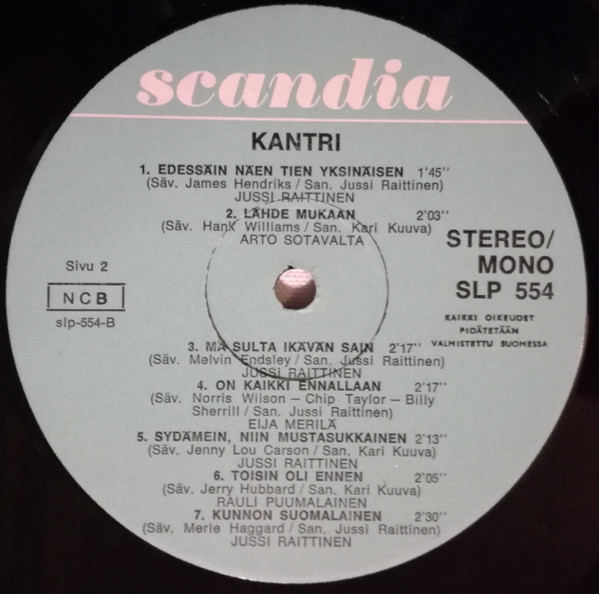 scandia
KANTRI
1. EDESSÄIN NÄEN TIEN YKSINÄISEN 1'45''
(Säv. James Hendriks / San. Jussi Raittinen)
JUSSI RAITTINEN
2. LÄHDE MUKAAN 2'03''
(Säv. Hank Williams / San. Kari Kuuva)
ARTO SOTAVALTA
STEREO/
MONO
SLP 554
Sivu 2
NCB
slp-554-B
KAIKKI OIKEUDET
PIDÄTETÄÄN
VALMISTETTU SUOMESSA
3. MÄ SULTA IKÄVÄN SAIN 2'17''
(Säv. Melvin Endsley / San. Jussi Raittinen)
JUSSI RAITTINEN
4. ON KAIKKI ENNALLAAN 2'17''
(Säv. Norris Wilson – Chip Taylor – Billy
Sherrill / San. Jussi Raittinen)
EIJA MERILÄ
5. SYDÄMEIN, NIIN MUSTASUKKAINEN 2'13''
(Säv. Jenny Lou Carson / San. Kari Kuuva)
JUSSI RAITTINEN
6. TOISIN OLI ENNEN 2'05''
(Säv. Jerry Hubbard / San. Kari Kuuva)
RAULI PUUMALAINEN
7. KUNNON SUOMALAINEN 2'30''
(Säv. Merle Haggard / San. Jussi Raittinen)
JUSSI RAITTINEN